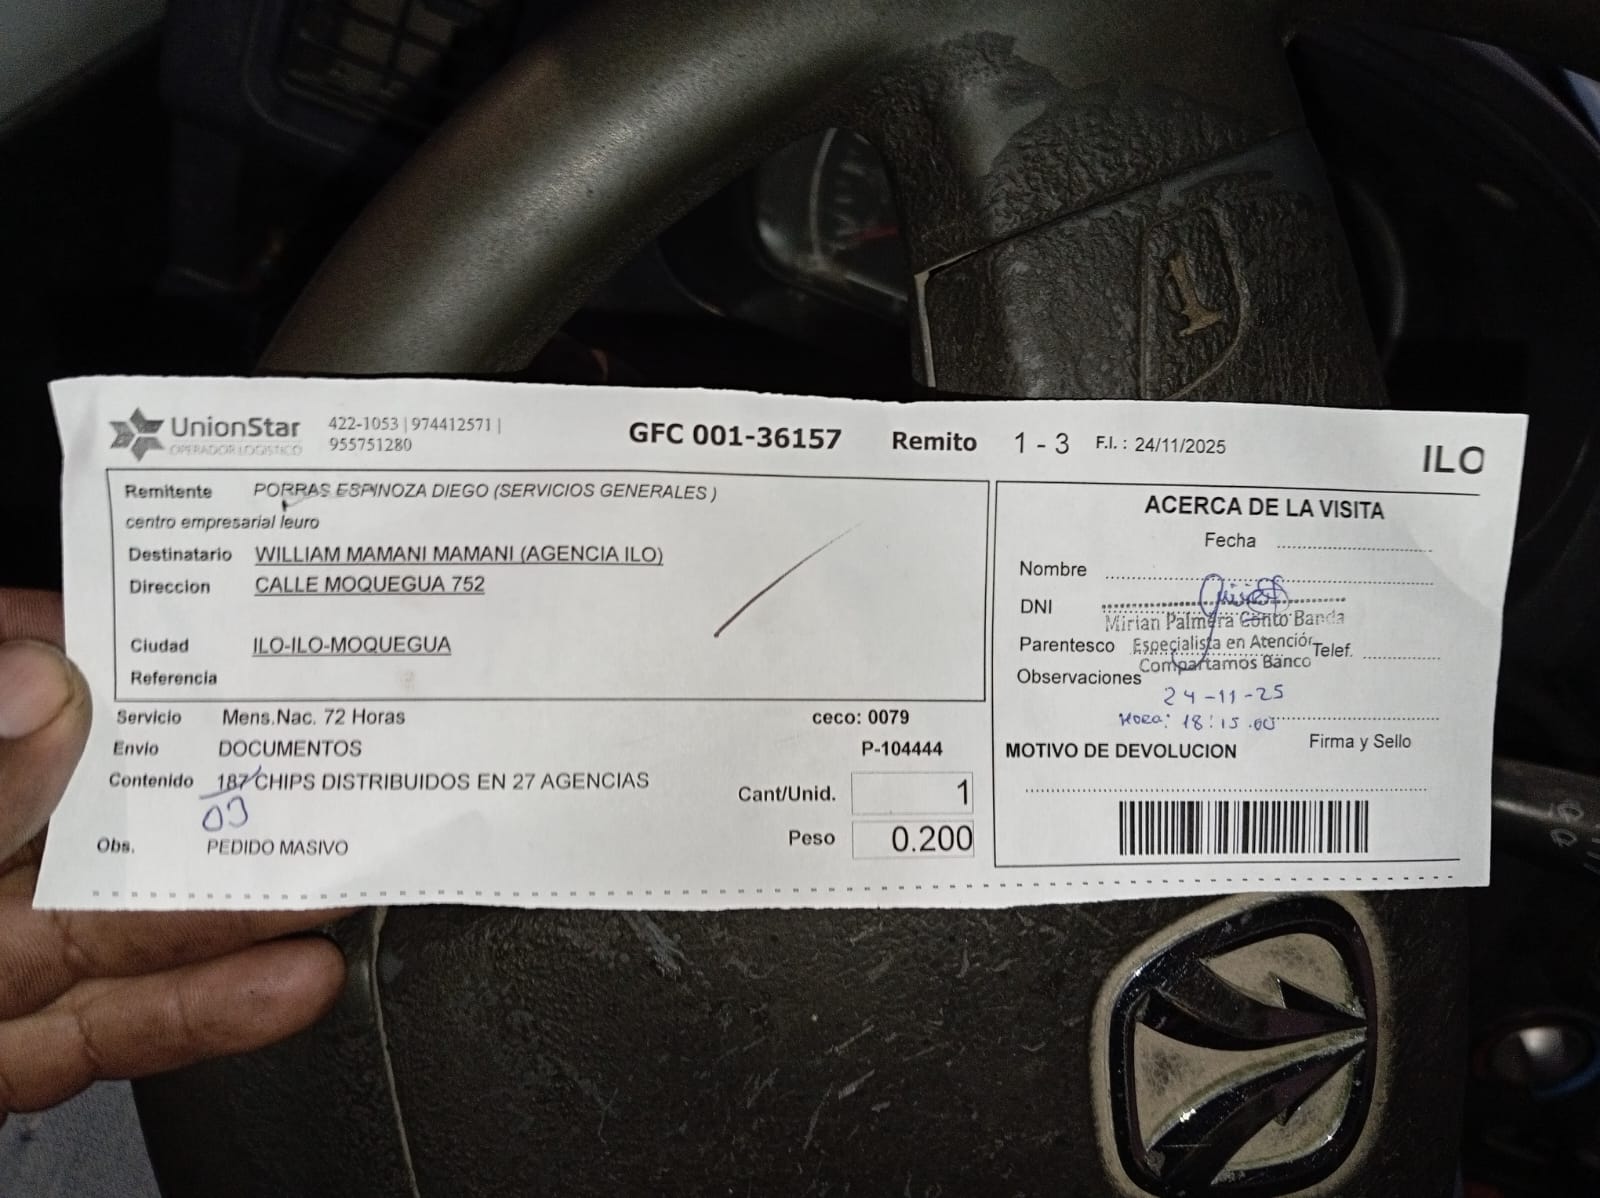 UnionStar
OPERADOR LOGISTICO
422-1053 | 974412571 |
955751280
GFC 001-36157
Remito
1 - 3
F.I. : 24/11/2025
ILO
Remitente PORRAS ESPINOZA DIEGO (SERVICIOS GENERALES )
centro empresarial leuro
Destinatario WILLIAM MAMANI MAMANI (AGENCIA ILO)
Direccion CALLE MOQUEGUA 752
Ciudad ILO-ILO-MOQUEGUA
Referencia
Servicio Mens.Nac. 72 Horas
ceco: 0079
Envio DOCUMENTOS
P-104444
Contenido 187 CHIPS DISTRIBUIDOS EN 27 AGENCIAS
03
Cant/Unid. 1
Obs. PEDIDO MASIVO
Peso 0.200
ACERCA DE LA VISITA
Fecha
Nombre
DNI
Mirian Palmera Conto Banda
Parentesco Especialista en Atención Telef.
Compartamos Banco
Observaciones
24-11-25
Hora: 18:15.00
Firma y Sello
MOTIVO DE DEVOLUCION